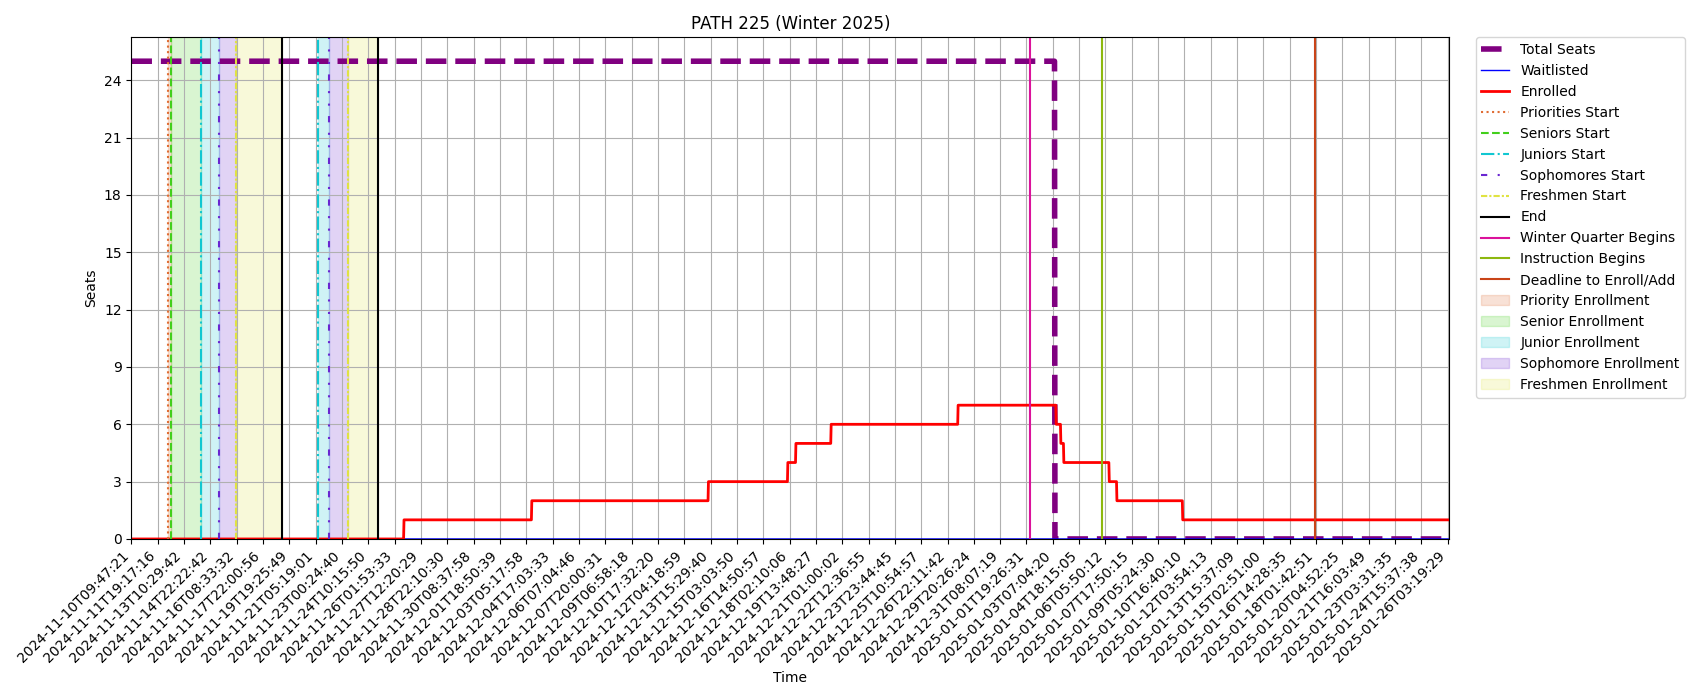 PATH 225 (Winter 2025)
Total Seats
Waitlisted
Enrolled
Priorities Start
Seniors Start
Juniors Start
Sophomores Start
Freshmen Start
End
Winter Quarter Begins
Instruction Begins
Deadline to Enroll/Add
Priority Enrollment
Senior Enrollment
Junior Enrollment
Sophomore Enrollment
Freshmen Enrollment
Seats
24
21
18
15
12
9
6
3
0
2024-11-10T09:47:21
2024-11-11T19:17:16
2024-11-13T10:29:42
2024-11-14T22:22:42
2024-11-16T08:33:32
2024-11-17T22:00:56
2024-11-19T19:25:49
2024-11-21T05:19:01
2024-11-23T00:24:40
2024-11-24T10:15:50
2024-11-26T01:53:33
2024-11-27T12:20:29
2024-11-28T22:10:30
2024-11-30T08:37:58
2024-12-01T18:50:39
2024-12-03T05:17:58
2024-12-04T17:03:33
2024-12-06T07:04:46
2024-12-07T20:00:31
2024-12-09T06:58:18
2024-12-10T17:32:20
2024-12-12T04:18:59
2024-12-13T15:29:40
2024-12-15T03:03:50
2024-12-16T14:50:57
2024-12-18T02:10:06
2024-12-19T13:48:27
2024-12-21T01:00:02
2024-12-22T12:36:55
2024-12-23T23:44:45
2024-12-25T10:54:57
2024-12-26T22:11:42
2024-12-29T20:26:24
2024-12-31T08:07:19
2025-01-01T19:26:31
2025-01-03T07:04:20
2025-01-04T18:15:05
2025-01-06T05:50:12
2025-01-07T17:50:15
2025-01-09T05:24:30
2025-01-10T16:40:10
2025-01-12T03:54:13
2025-01-13T15:37:09
2025-01-15T02:51:00
2025-01-16T14:28:35
2025-01-18T01:42:51
2025-01-20T04:52:25
2025-01-21T16:03:49
2025-01-23T03:31:35
2025-01-24T15:37:38
2025-01-26T03:19:29
Time